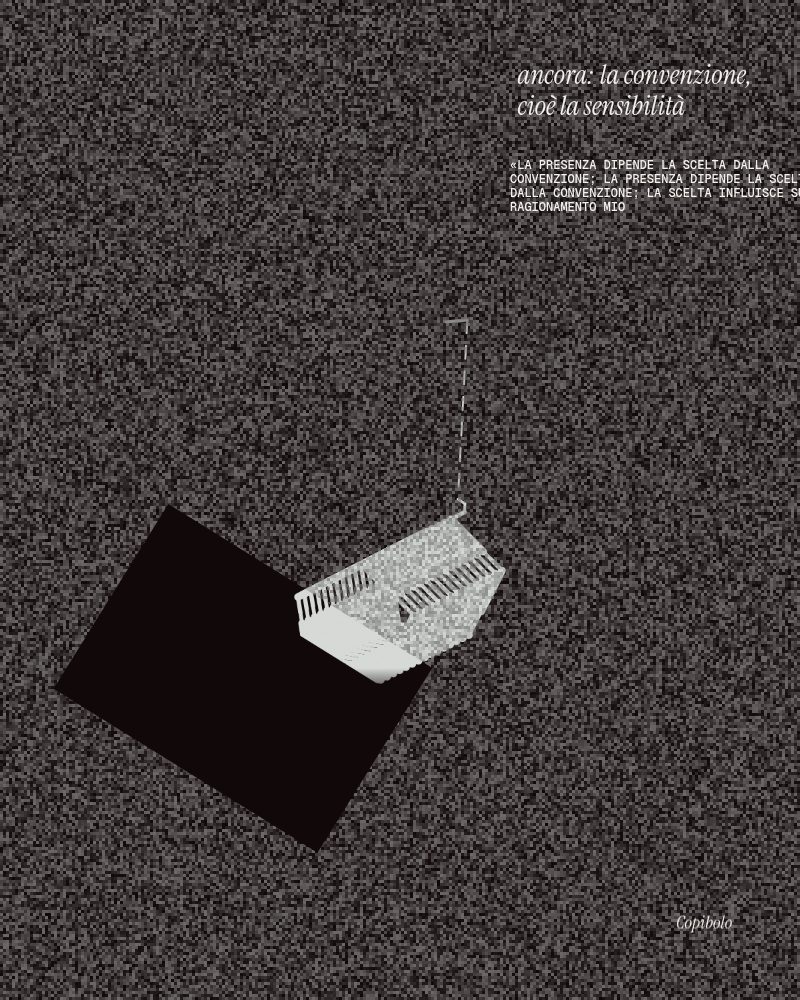 ancora: la convenzione,
cioè la sensibilità
«LA PRESENZA DIPENDE LA SCELTA DALLA
CONVENZIONE; LA PRESENZA DIPENDE LA
DALLA CONVENZIONE; LA SCELTA INFLUISCE
RAGIONAMENTO MIO
Copibolo